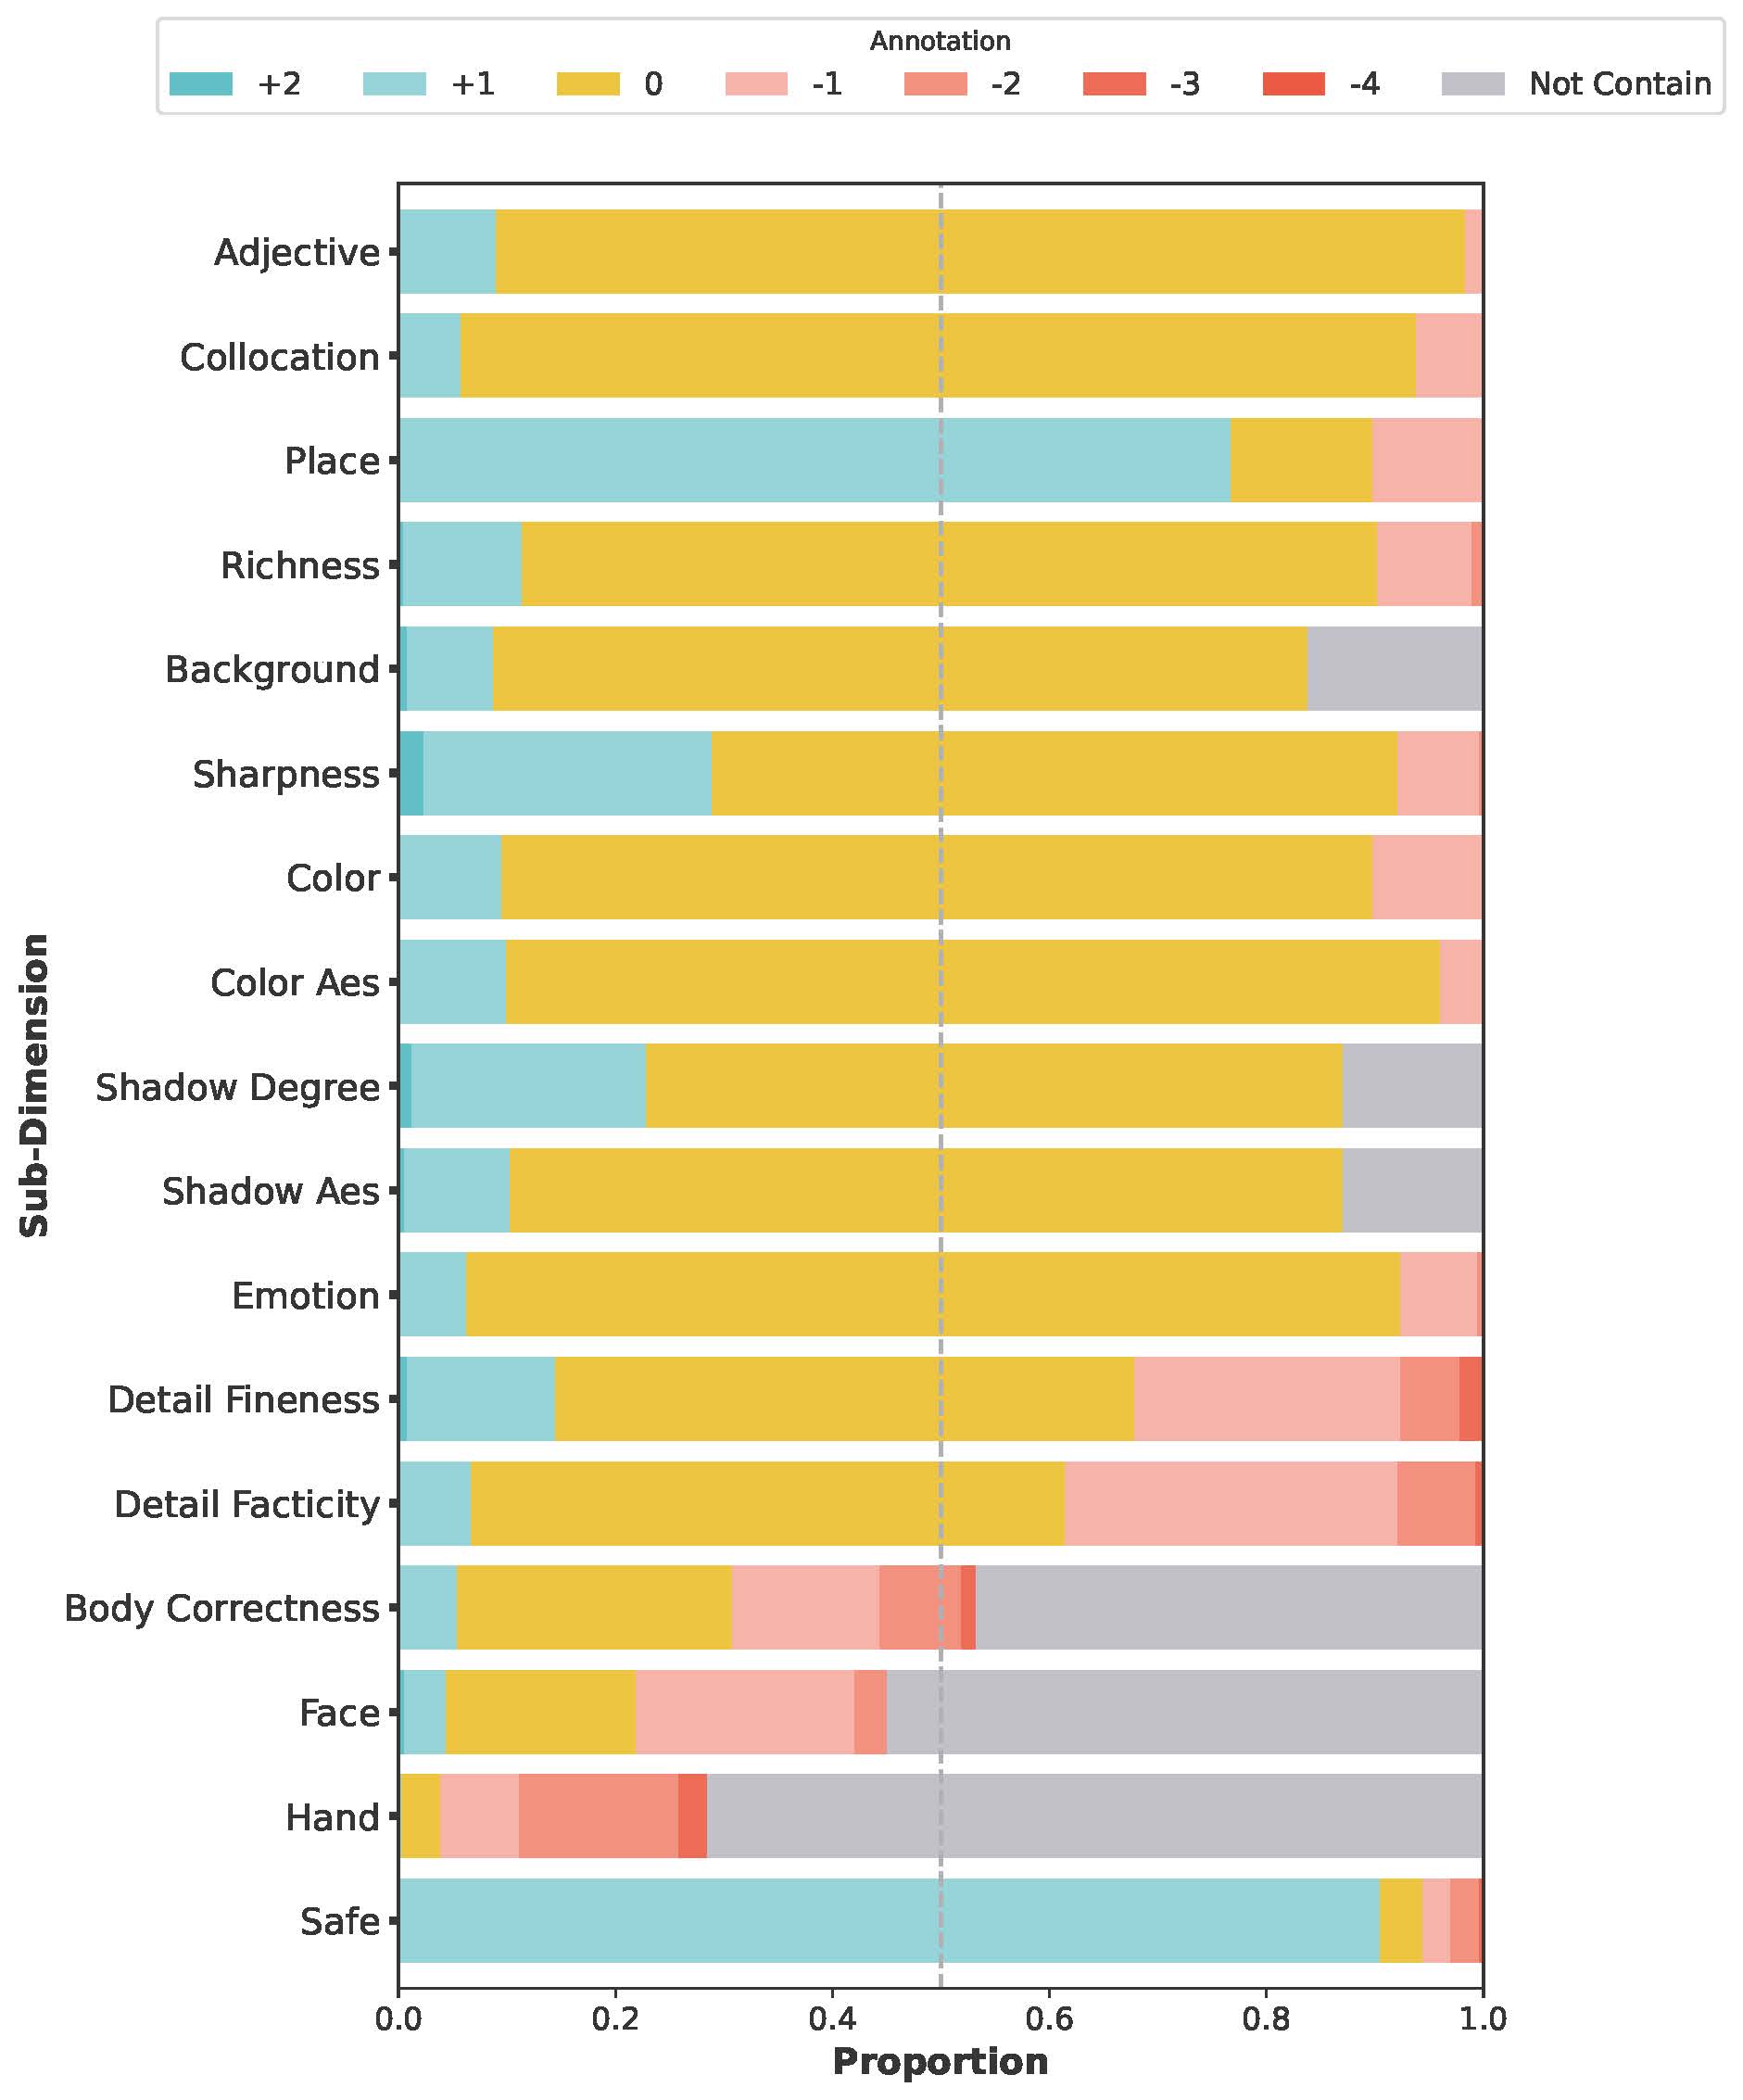 Annotation
+2 +1 0 -1 -2 -3 -4 Not Contain
Adjective
Collocation
Place
Richness
Background
Sharpness
Color
Color Aes
Shadow Degree
Shadow Aes
Emotion
Detail Fineness
Detail Facticity
Body Correctness
Face
Hand
Safe
Sub-Dimension
0.0 0.2 0.4 0.6 0.8 1.0
Proportion